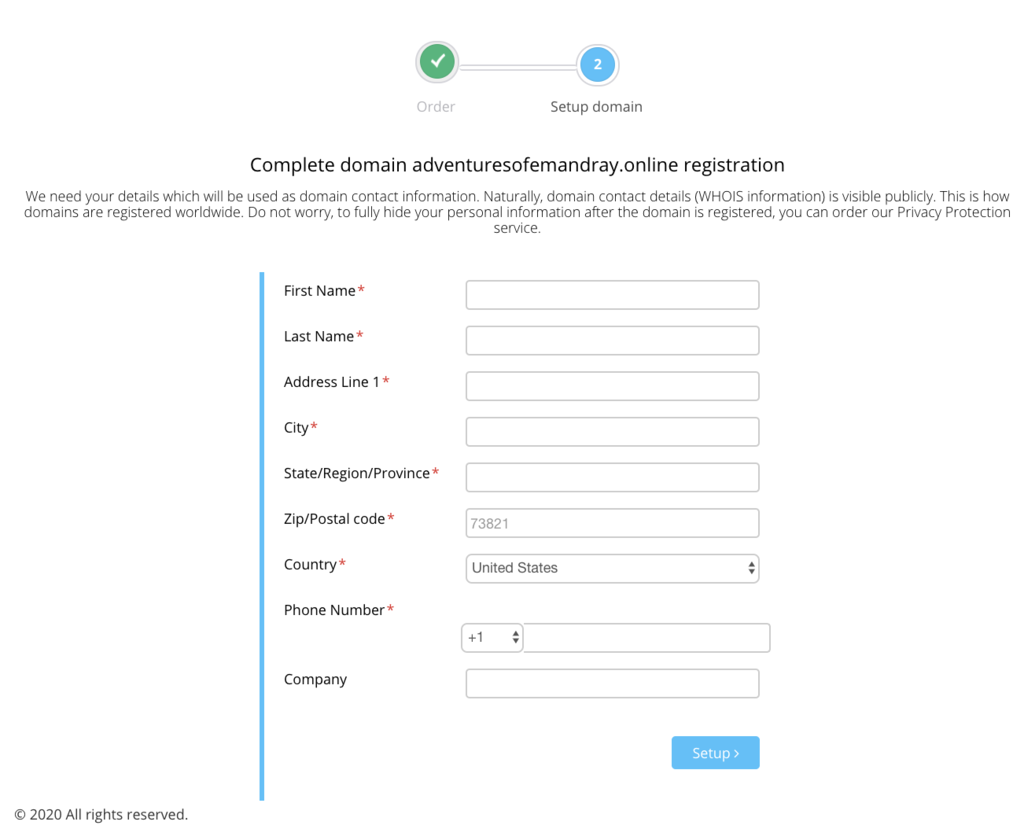 2
Order
Setup domain
Complete domain adventuresofemandray.online registration
We need your details which will be used as domain contact information. Naturally, domain contact details (WHOIS information) is visible publicly. This is how
domains are registered worldwide. Do not worry, to fully hide your personal information after the domain is registered, you can order our Privacy Protection
service.
First Name*
Last Name*
Address Line 1*
City*
State/Region/Province*
Zip/Postal code*
73821
Country*
United States
Phone Number*
+1
Company
Setup ›
© 2020 All rights reserved.